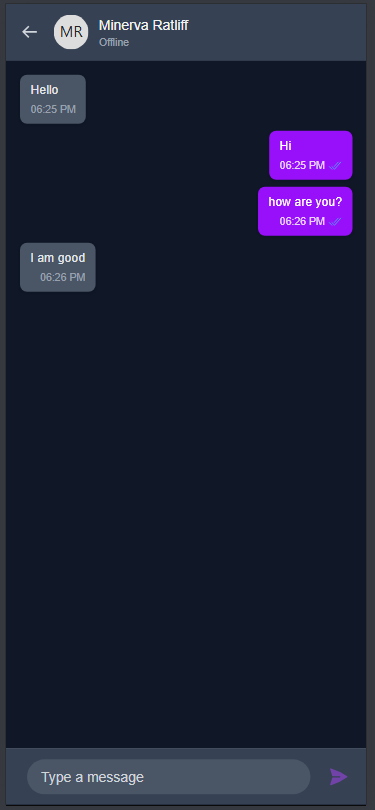 MR
Minerva Ratliff
Offline
Hello
06:25 PM
Hi
06:25 PM
how are you?
06:26 PM
I am good
06:26 PM
Type a message